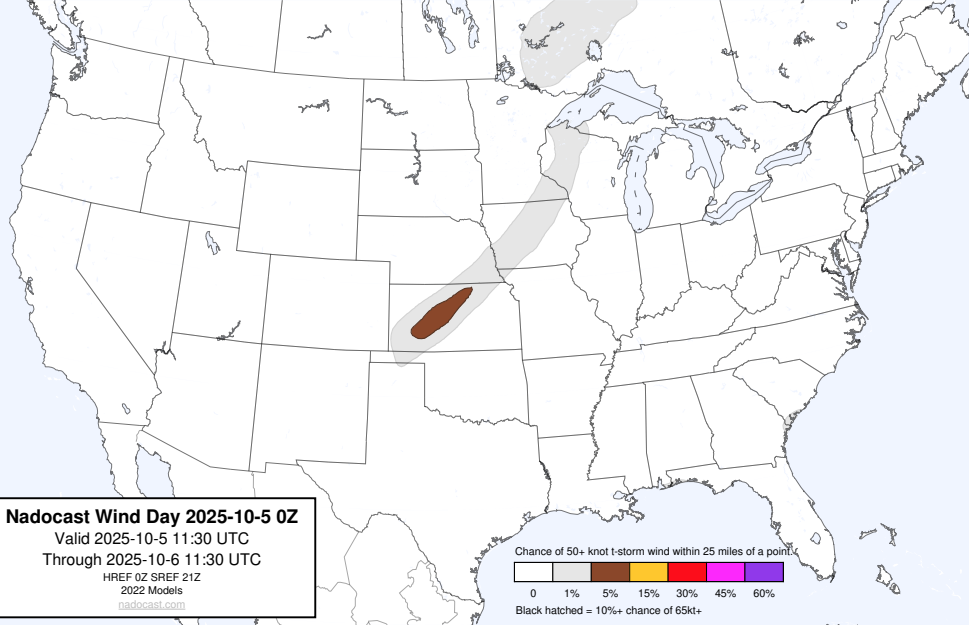 Nadocast Wind Day 2025-10-5 0Z
Valid 2025-10-5 11:30 UTC
Through 2025-10-6 11:30 UTC
HREF 0Z SREF 21Z
2022 Models
nadocast.com
Chance of 50+ knot t-storm wind within 25 miles of a point.
0 1% 5% 15% 30% 45% 60%
Black hatched = 10%+ chance of 65kt+